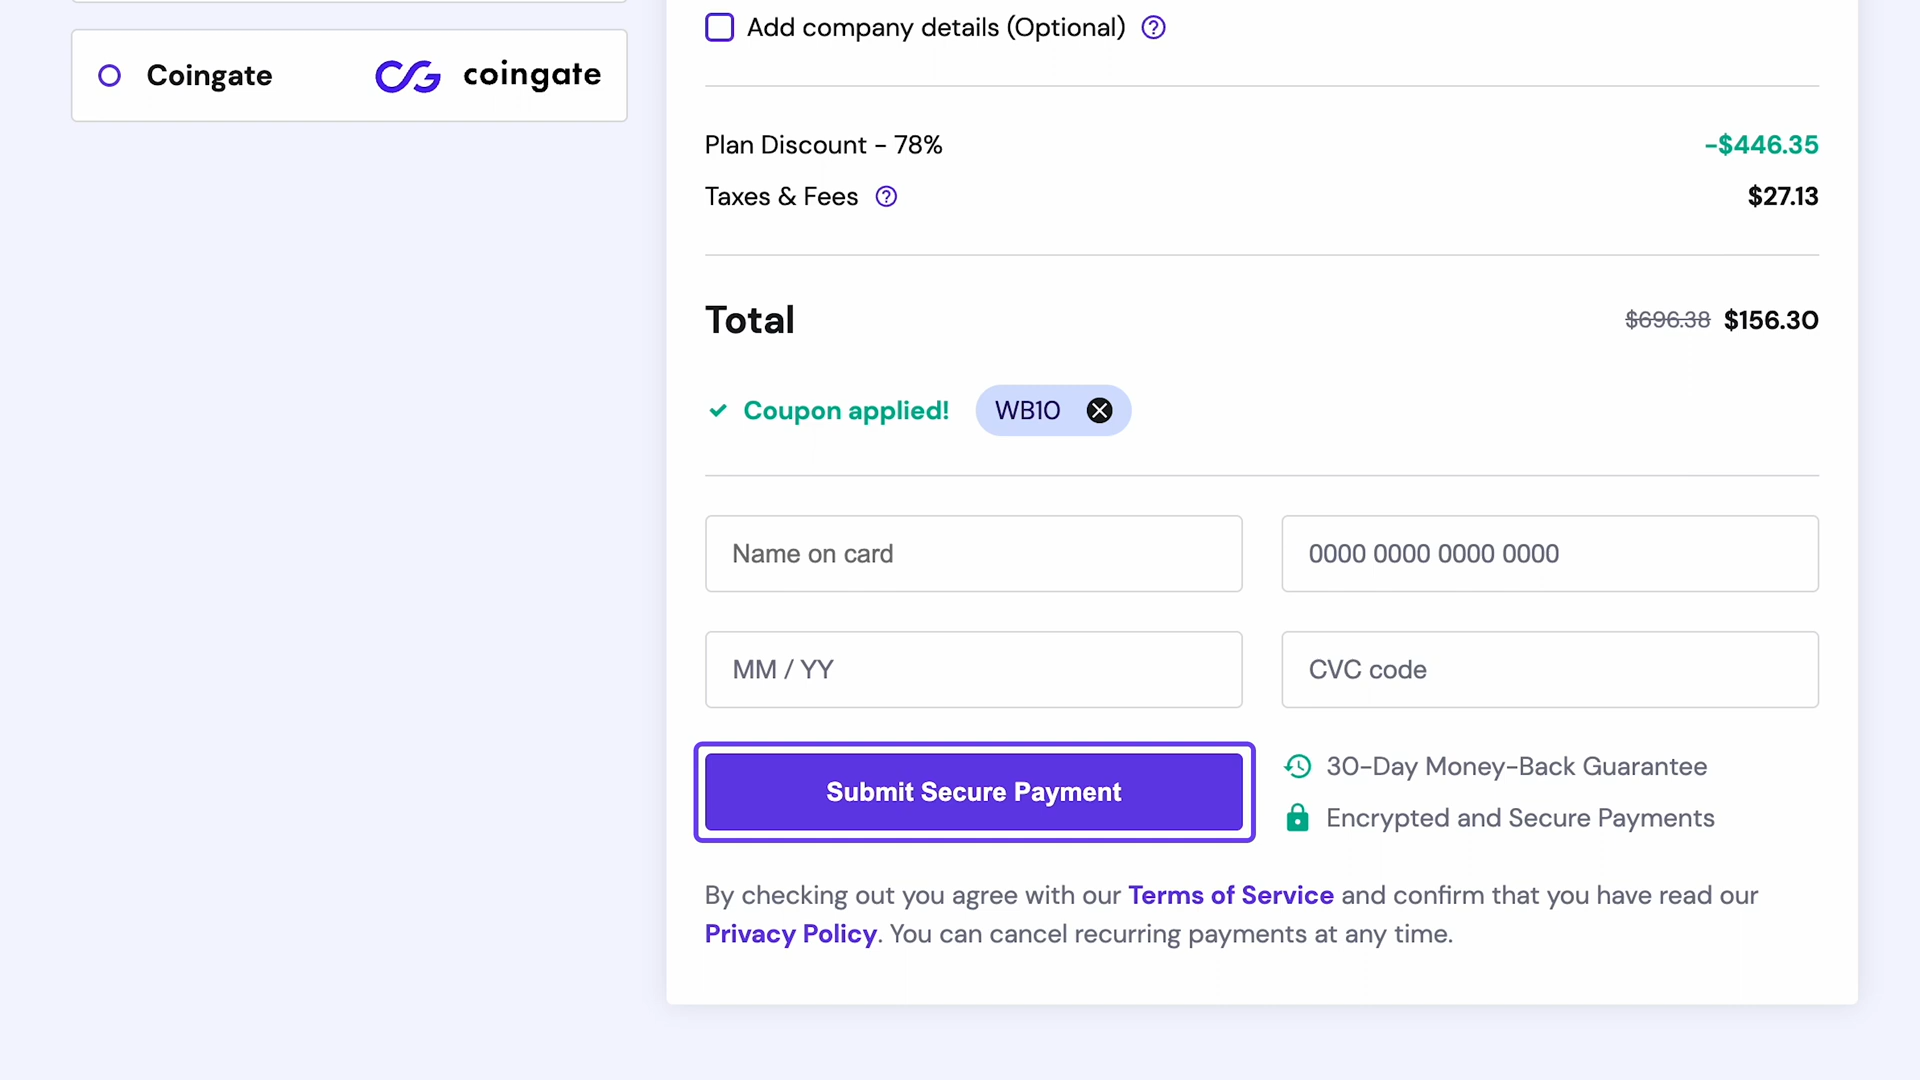 Add company details (Optional)
Coingate coingate
Plan Discount - 78% -$446.35
Taxes & Fees $27.13
Total $696.38 $156.30
Coupon applied! WB10
Name on card 0000 0000 0000 0000
MM / YY CVC code
Submit Secure Payment
30-Day Money-Back Guarantee
Encrypted and Secure Payments
By checking out you agree with our Terms of Service and confirm that you have read our
Privacy Policy. You can cancel recurring payments at any time.